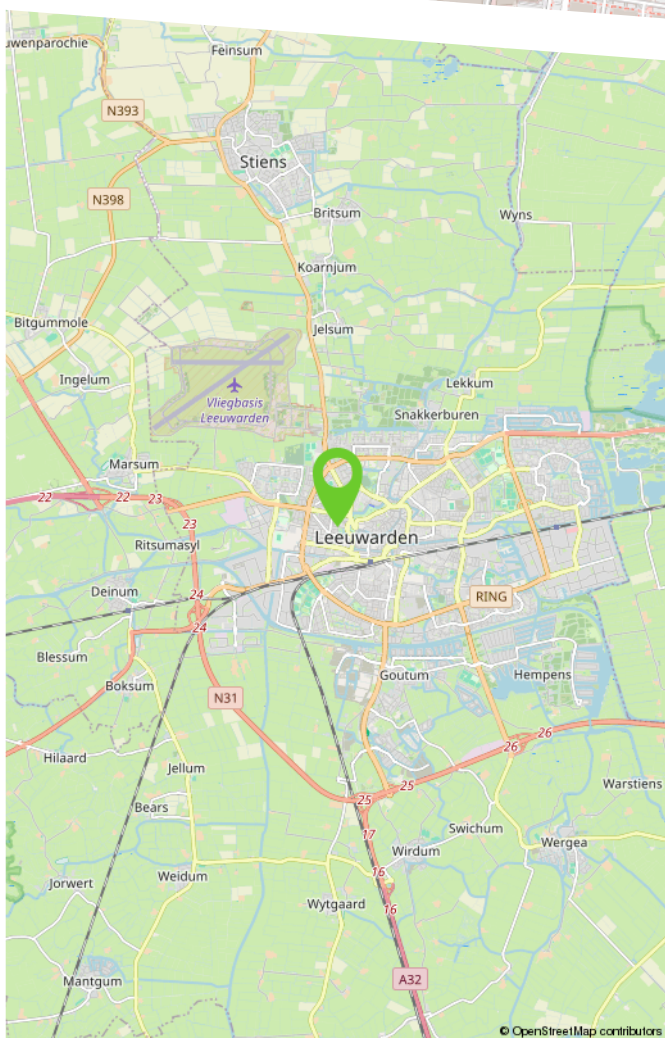 uwenparochie
Feinsum
N393
Stiens
N398
Britsum
Wyns
Koarnjum
Bitgummole
Jelsum
Ingelum
Lekkum
Vliegbasis
Leeuwarden
Snakkerburen
Marsum
22
22
23
23
Leeuwarden
Ritsumasyl
Deinum
24
RING
24
Blessum
Goutum
Hempens
Boksum
N31
26
26
Hilaard
Jellum
25
Warstiens
25
Bears
17
Swichum
Wergea
Wirdum
16
Weidum
Jorwert
Wytgaard
16
Mantgum
A32
© OpenStreetMap contributors